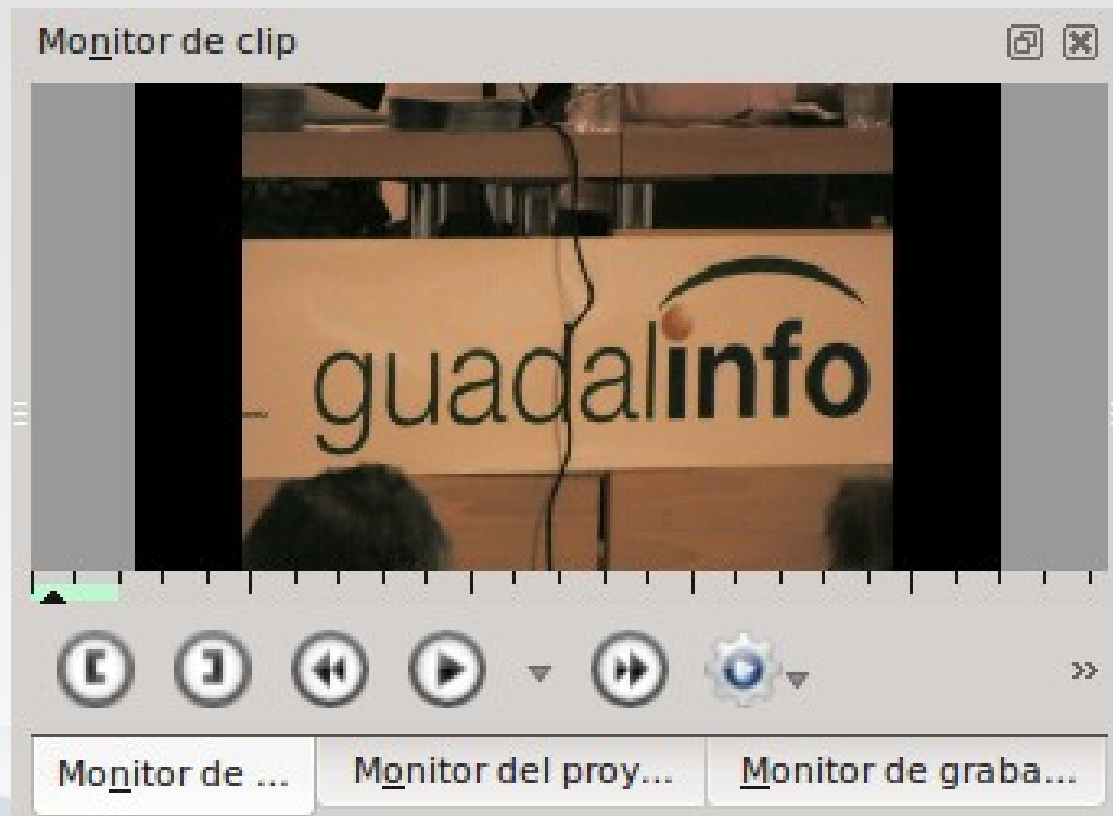 Monitor de clip
guadalinfo
Monitor de ...
Monitor del proy...
Monitor de graba...